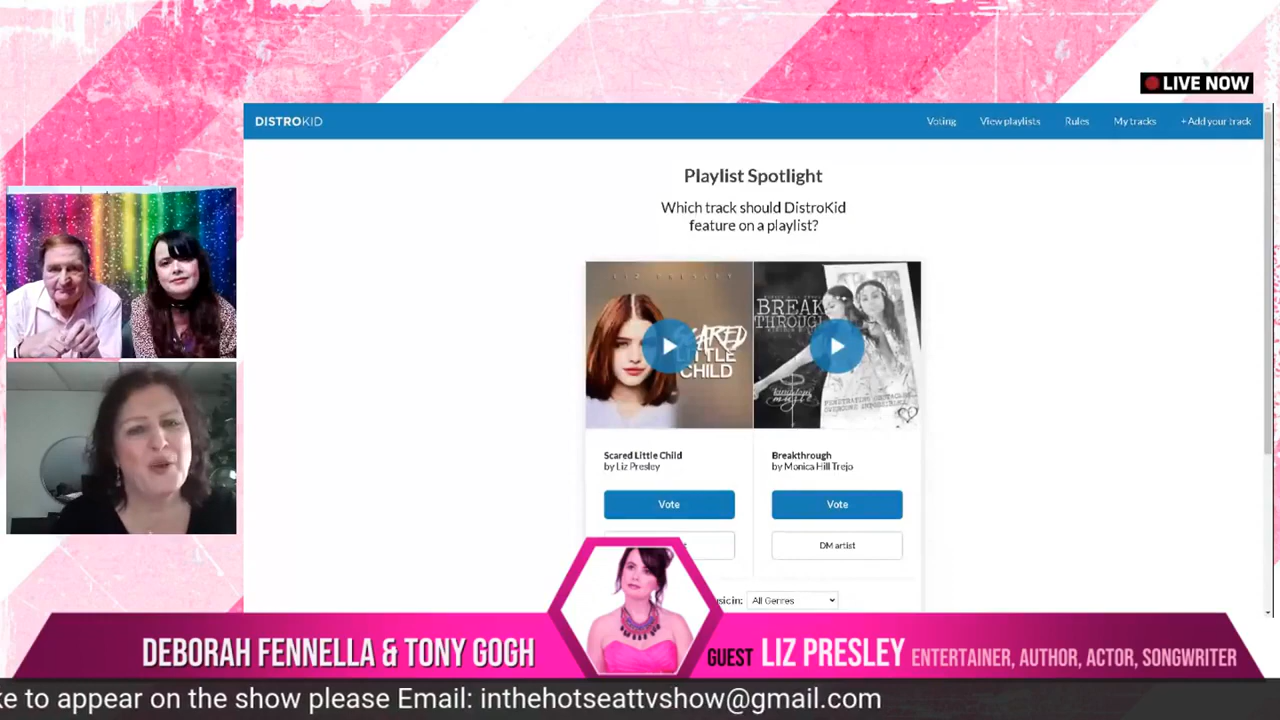 LIVE NOW
DISTROKID
Voting View playlists Rules My tracks + Add your track
Playlist Spotlight
Which track should DistroKid
feature on a playlist?
LIZ PRESLEY
SCARED
LITTLE
CHILD
BREAK
THROUGH
Scared Little Child
by Liz Presley
Breakthrough
by Monica Hill Trejo
Vote
Vote
DM artist
All Genres
DEBORAH FENNELLA & TONY GOGH
GUEST LIZ PRESLEY ENTERTAINER, AUTHOR, ACTOR, SONGWRITER
to appear on the show please Email: inthehotseattvshow@gmail.com